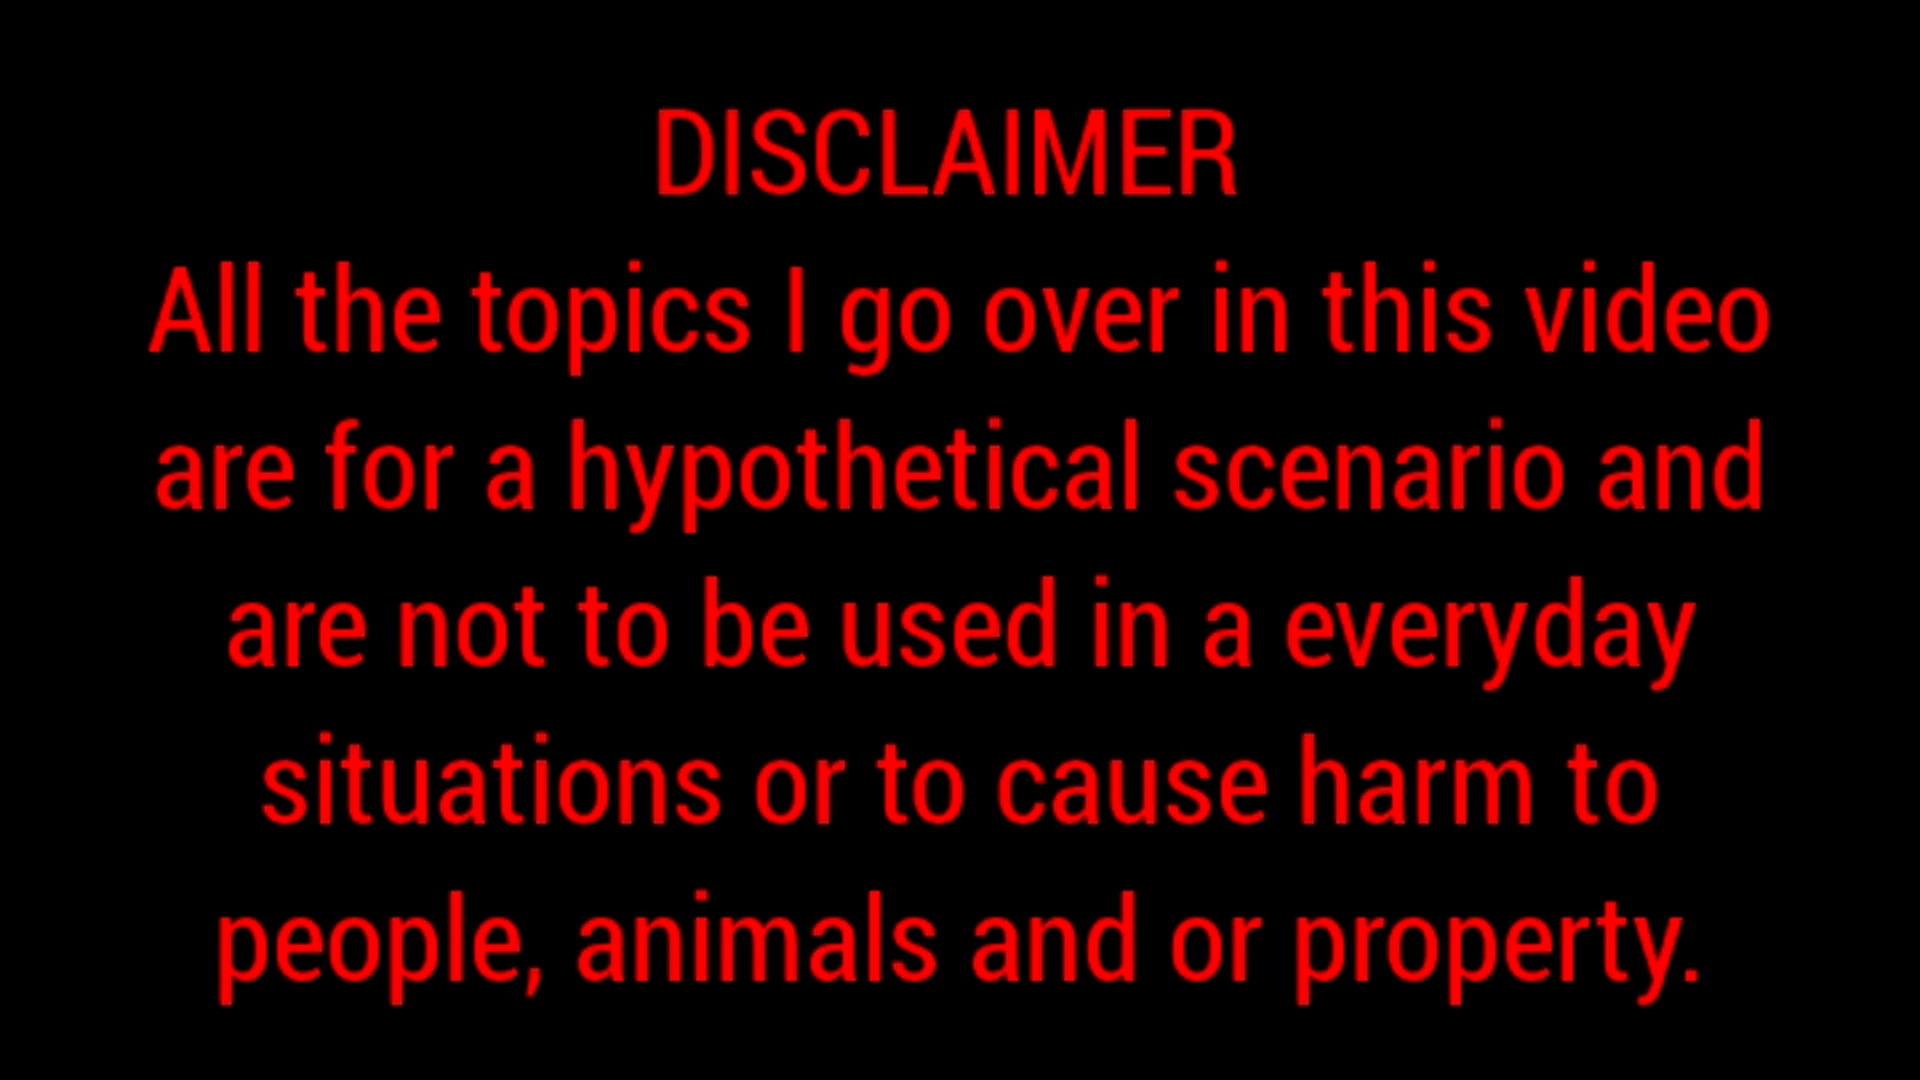 DISCLAIMER
All the topics I go over in this video
are for a hypothetical scenario and
are not to be used in a everyday
situations or to cause harm to
people, animals and or property.